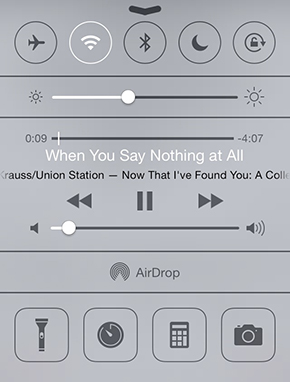 0:09 -4:07
When You Say Nothing at All
Krauss/Union Station — Now That I've Found You: A Colle
AirDrop